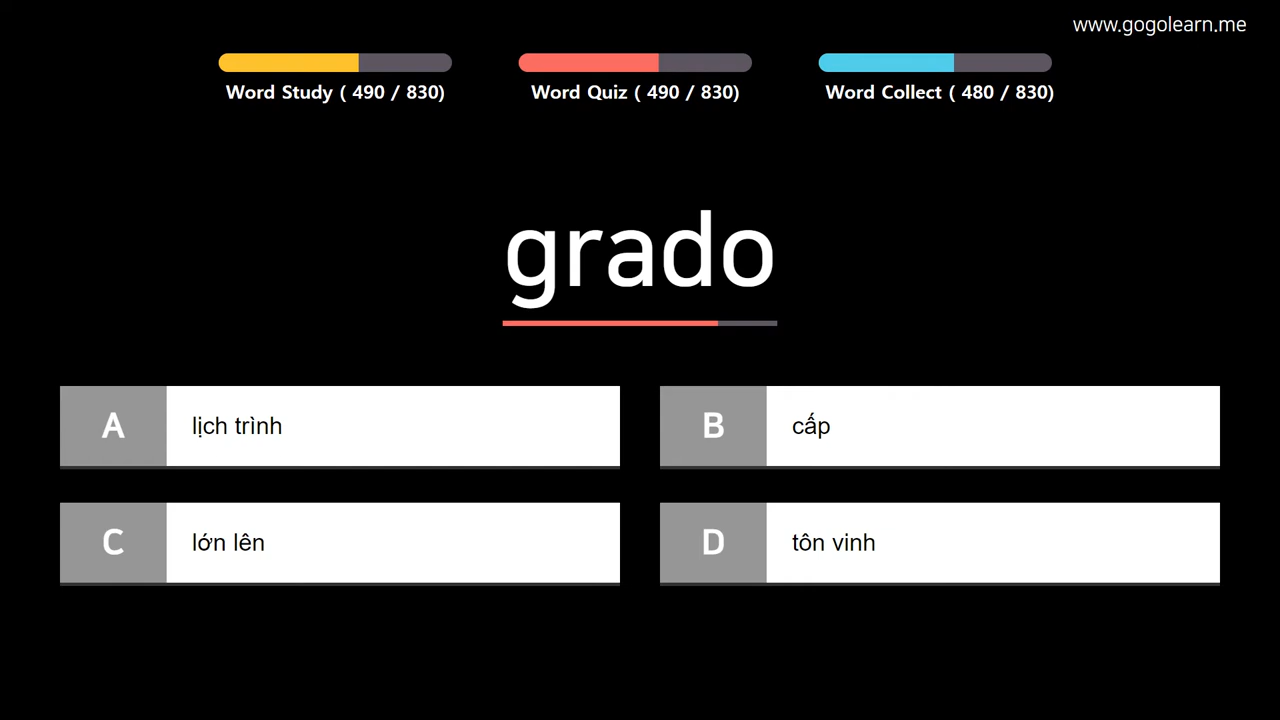 www.gogolearn.me
Word Study ( 490 / 830)
Word Quiz ( 490 / 830)
Word Collect ( 480 / 830)
grado
A lịch trình
B cấp
C lớn lên
D tôn vinh